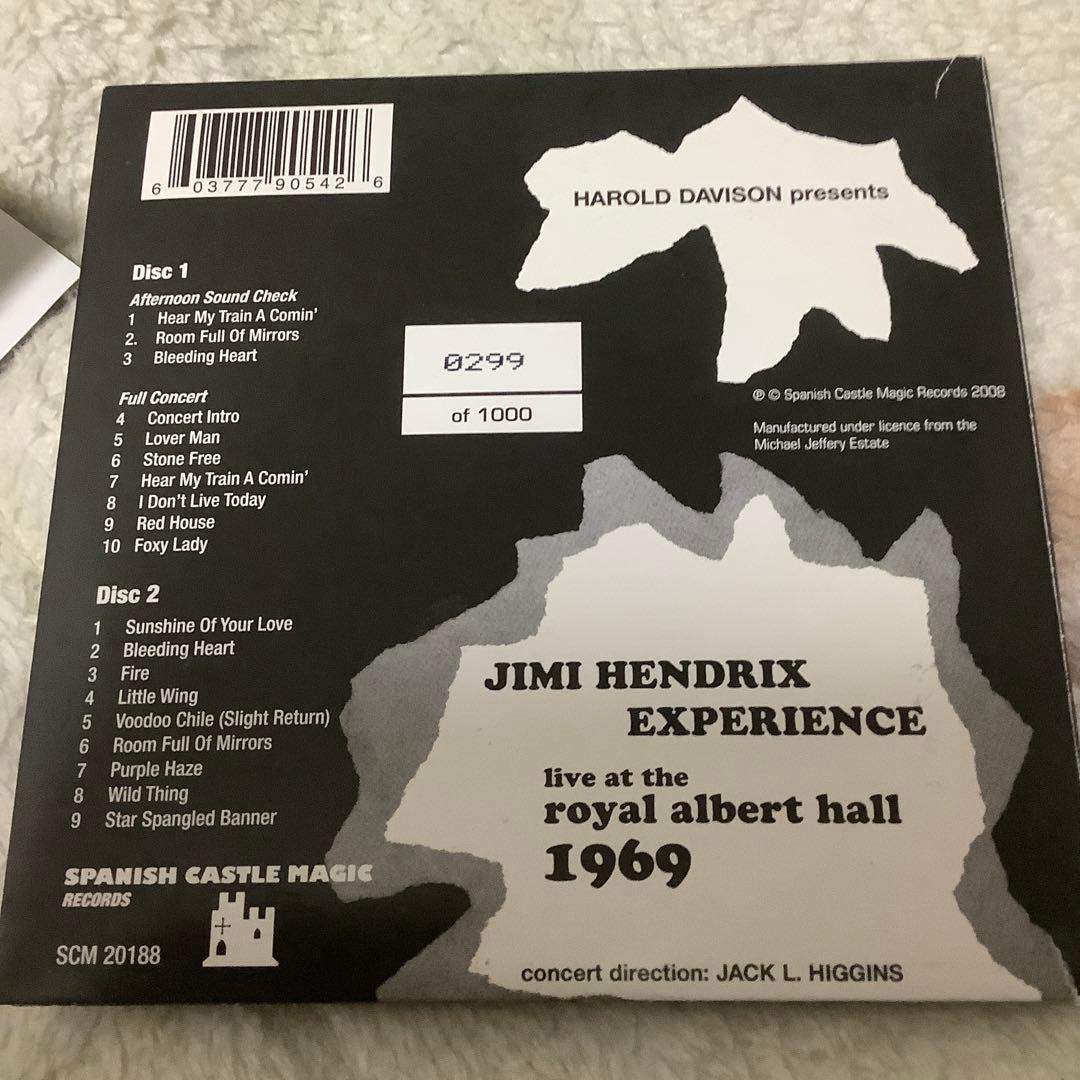 6 03777 90542 6
HAROLD DAVISON presents
Disc 1
Afternoon Sound Check
1 Hear My Train A Comin'
2. Room Full Of Mirrors
3 Bleeding Heart
Full Concert
4 Concert Intro
5 Lover Man
6 Stone Free
7 Hear My Train A Comin'
8 I Don't Live Today
9 Red House
10 Foxy Lady
0299
of 1000
℗ © Spanish Castle Magic Records 2008
Manufactured under licence from the
Michael Jeffery Estate
Disc 2
1 Sunshine Of Your Love
2 Bleeding Heart
3 Fire
4 Little Wing
5 Voodoo Chile (Slight Return)
6 Room Full Of Mirrors
7 Purple Haze
8 Wild Thing
9 Star Spangled Banner
JIMI HENDRIX
EXPERIENCE
live at the
royal albert hall
1969
SPANISH CASTLE MAGIC
RECORDS
SCM 20188
concert direction: JACK L. HIGGINS